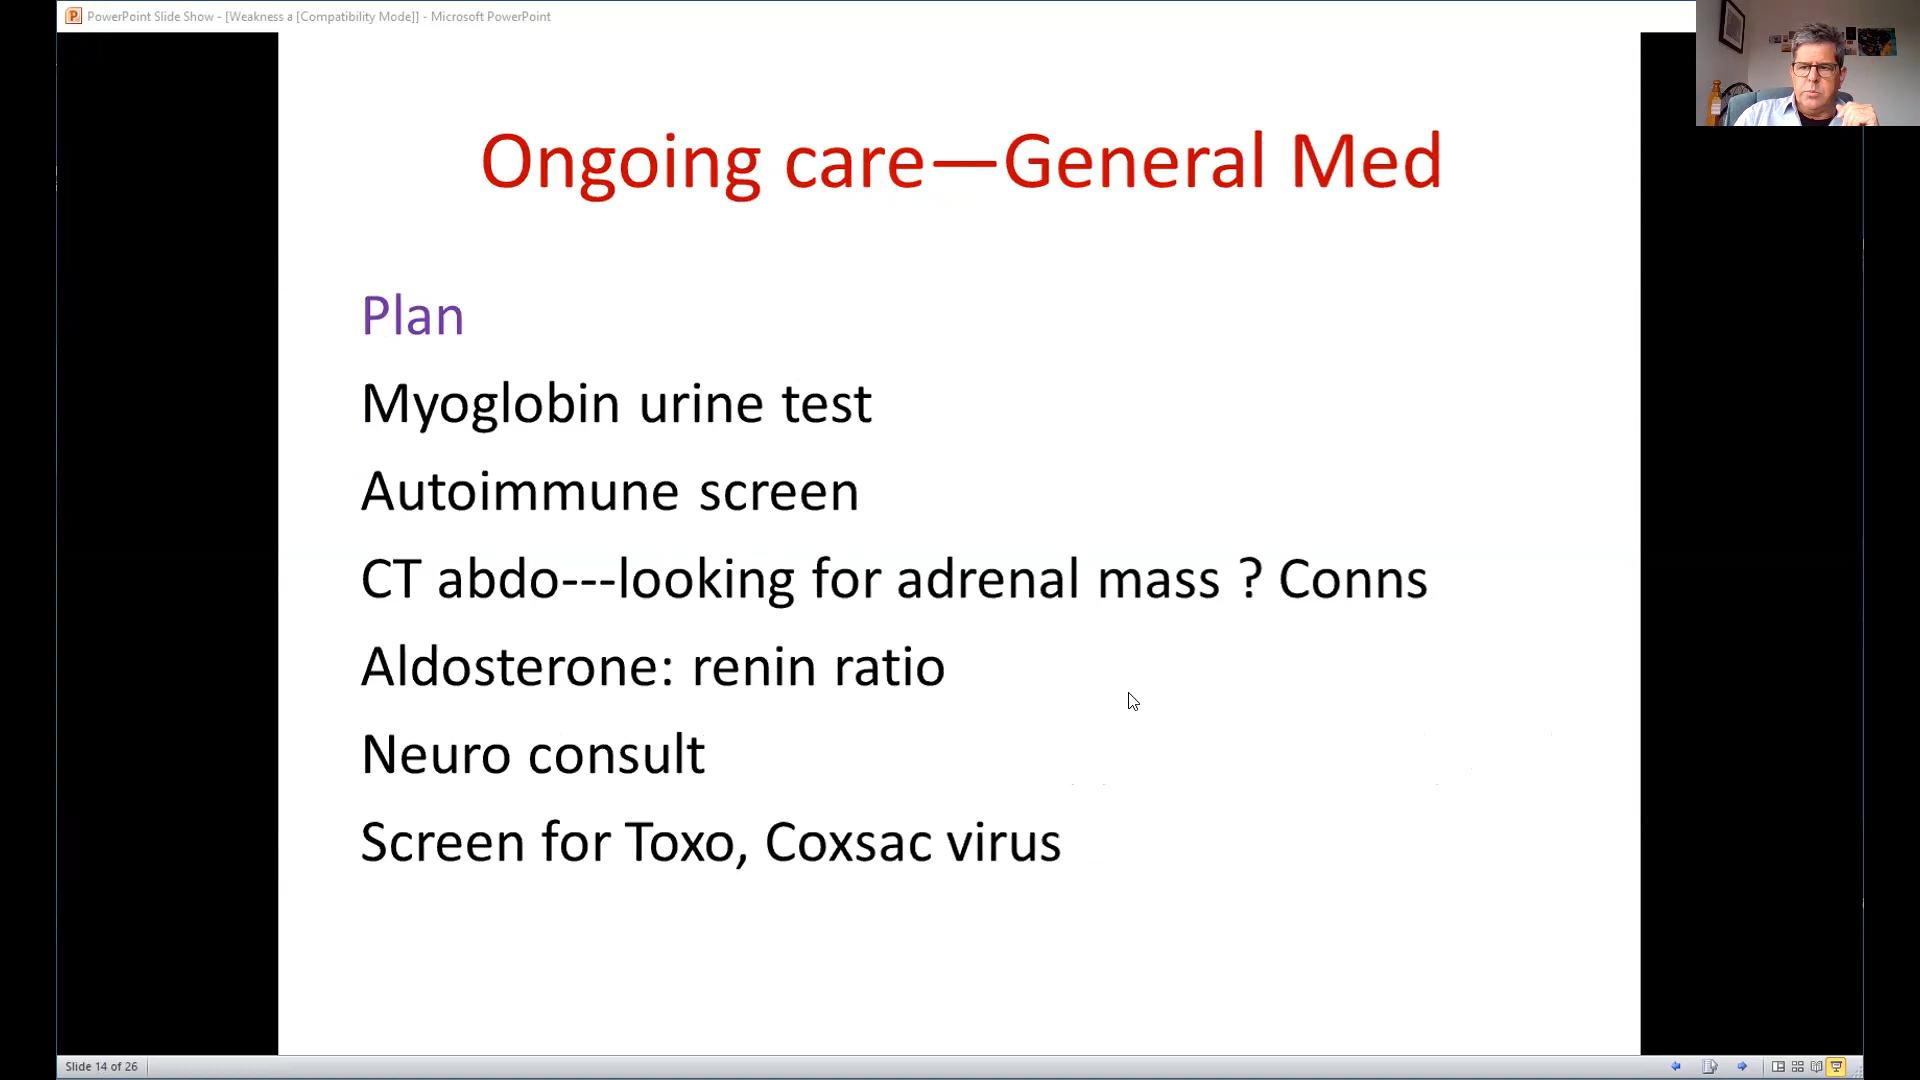 PowerPoint Slide Show - [Weakness a [Compatibility Mode]] - Microsoft PowerPoint
Ongoing care—General Med
Plan
Myoglobin urine test
Autoimmune screen
CT abdo---looking for adrenal mass ? Conns
Aldosterone: renin ratio
Neuro consult
Screen for Toxo, Coxsac virus
Slide 14 of 26